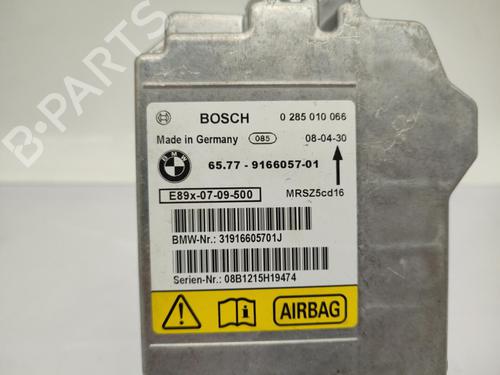 B-PARTS
BOSCH 0 285 010 066
Made in Germany 085 08-04-30
BMW
65.77 - 9166057-01
E89x-07-09-500 MRSZ5cd16
BMW-Nr.: 31916605701J
Serien-Nr.: 08B1215H19474
AIRBAG